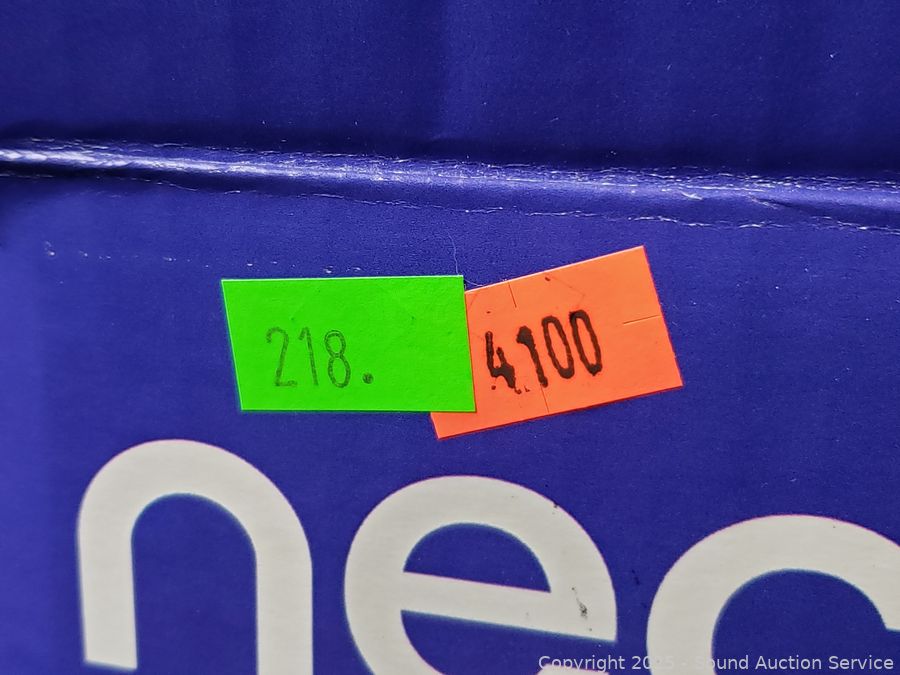 218.
4100
nec
Copyright 2025 - Sound Auction Service